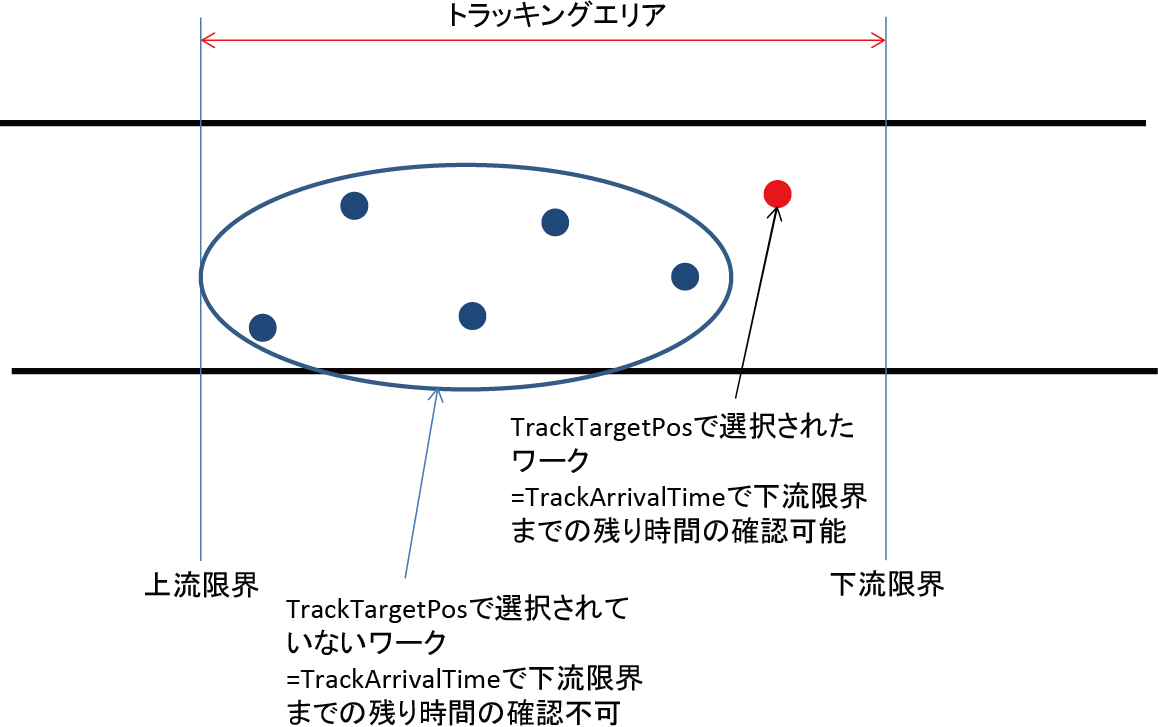 トラッキングエリア
TrackTargetPosで選択された
ワーク
=TrackArrivalTimeで下流限界
までの残り時間の確認可能
上流限界
下流限界
TrackTargetPosで選択されて
いないワーク
=TrackArrivalTimeで下流限界
までの残り時間の確認不可